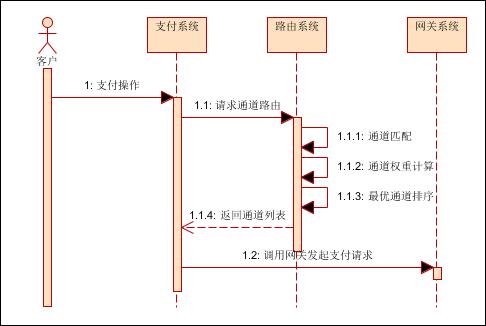 支付系统
路由系统
网关系统
客户
1: 支付操作
1.1: 请求通道路由
1.1.1: 通道匹配
1.1.2: 通道权重计算
1.1.3: 最优通道排序
1.1.4: 返回通道列表
1.2: 调用网关发起支付请求